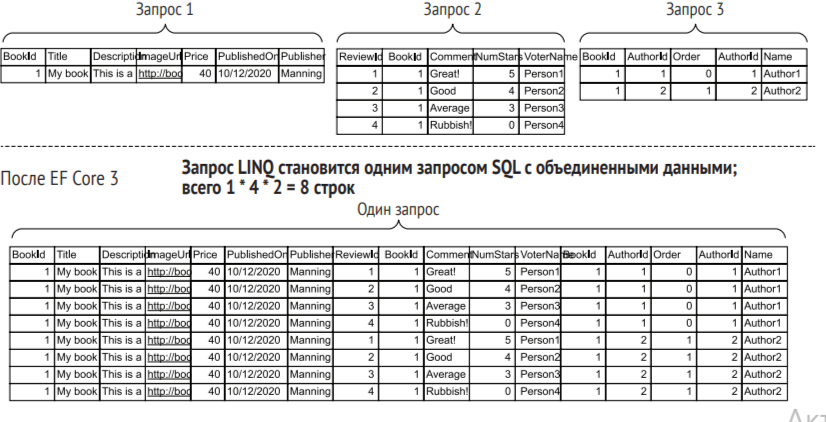 Запрос 1 Запрос 2 Запрос 3
BookId Title Description ImageUrl Price PublishedOn Publisher ReviewId BookId Comment NumStars VoterName BookId AuthorId Order AuthorId Name
1 My book This is a http://boo 40 10/12/2020 Manning 1 1 Great! 5 Person1 1 1 0 1 Author1
2 1 Good 4 Person2 1 2 1 2 Author2
3 1 Average 3 Person3
4 1 Rubbish! 0 Person4
После EF Core 3 Запрос LINQ становится одним запросом SQL с объединенными данными;
всего 1 * 4 * 2 = 8 строк
Один запрос
BookId Title Descripti ImageUrl Price PublishedOn Publishe ReviewId BookId Comment NumStars VoterNa BookId AuthorId Order AuthorId Name
1 My book This is a http://boo 40 10/12/2020 Manning 1 1 Great! 5 Person1 1 1 0 1 Author1
1 My book This is a http://boo 40 10/12/2020 Manning 2 1 Good 4 Person2 1 1 0 1 Author1
1 My book This is a http://boo 40 10/12/2020 Manning 3 1 Average 3 Person3 1 1 0 1 Author1
1 My book This is a http://boo 40 10/12/2020 Manning 4 1 Rubbish! 0 Person4 1 1 0 1 Author1
1 My book This is a http://boo 40 10/12/2020 Manning 1 1 Great! 5 Person1 1 2 1 2 Author2
1 My book This is a http://boo 40 10/12/2020 Manning 2 1 Good 4 Person2 1 2 1 2 Author2
1 My book This is a http://boo 40 10/12/2020 Manning 3 1 Average 3 Person3 1 2 1 2 Author2
1 My book This is a http://boo 40 10/12/2020 Manning 4 1 Rubbish! 0 Person4 1 2 1 2 Author2